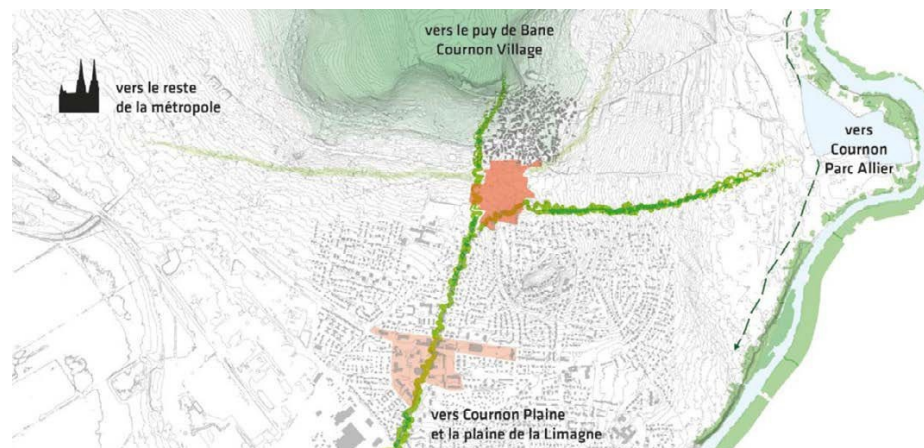 vers le puy de Bane
Cournon Village
vers le reste
de la métropole
vers
Cournon
Parc Allier
vers Cournon Plaine
et la plaine de la Limagne